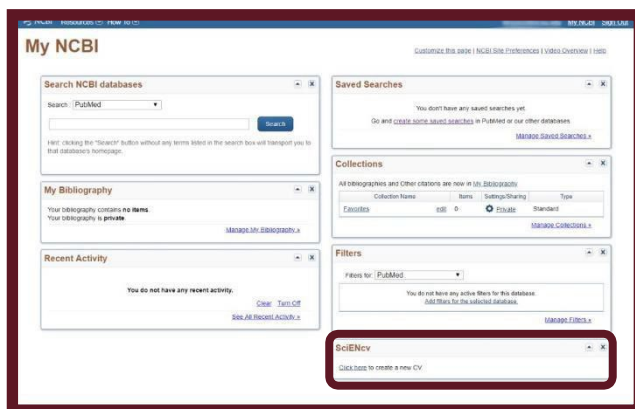 NCBI Resources How To My NCBI Sign Out
My NCBI
Customize this page | NCBI Site Preferences | Video Overview | Help
Search NCBI databases
Search : PubMed
Search
Hint: clicking the "Search" button without any terms listed in the search box will transport you to
that database's homepage.
My Bibliography
Your bibliography contains no items.
Your bibliography is private.
Manage My Bibliography »
Recent Activity
You do not have any recent activity.
Clear Turn Off
See All Recent Activity »
Saved Searches
You don't have any saved searches yet.
Go and create some saved searches in PubMed or our other databases.
Manage Saved Searches »
Collections
All bibliographies and Other citations are now in My Bibliography
Collection Name Items Settings/Sharing Type
Favorites edit 0 Private Standard
Manage Collections »
Filters
Filters for: PubMed
You do not have any active filters for this database.
Add filters for the selected database.
Manage Filters »
SciENcv
Click here to create a new CV.